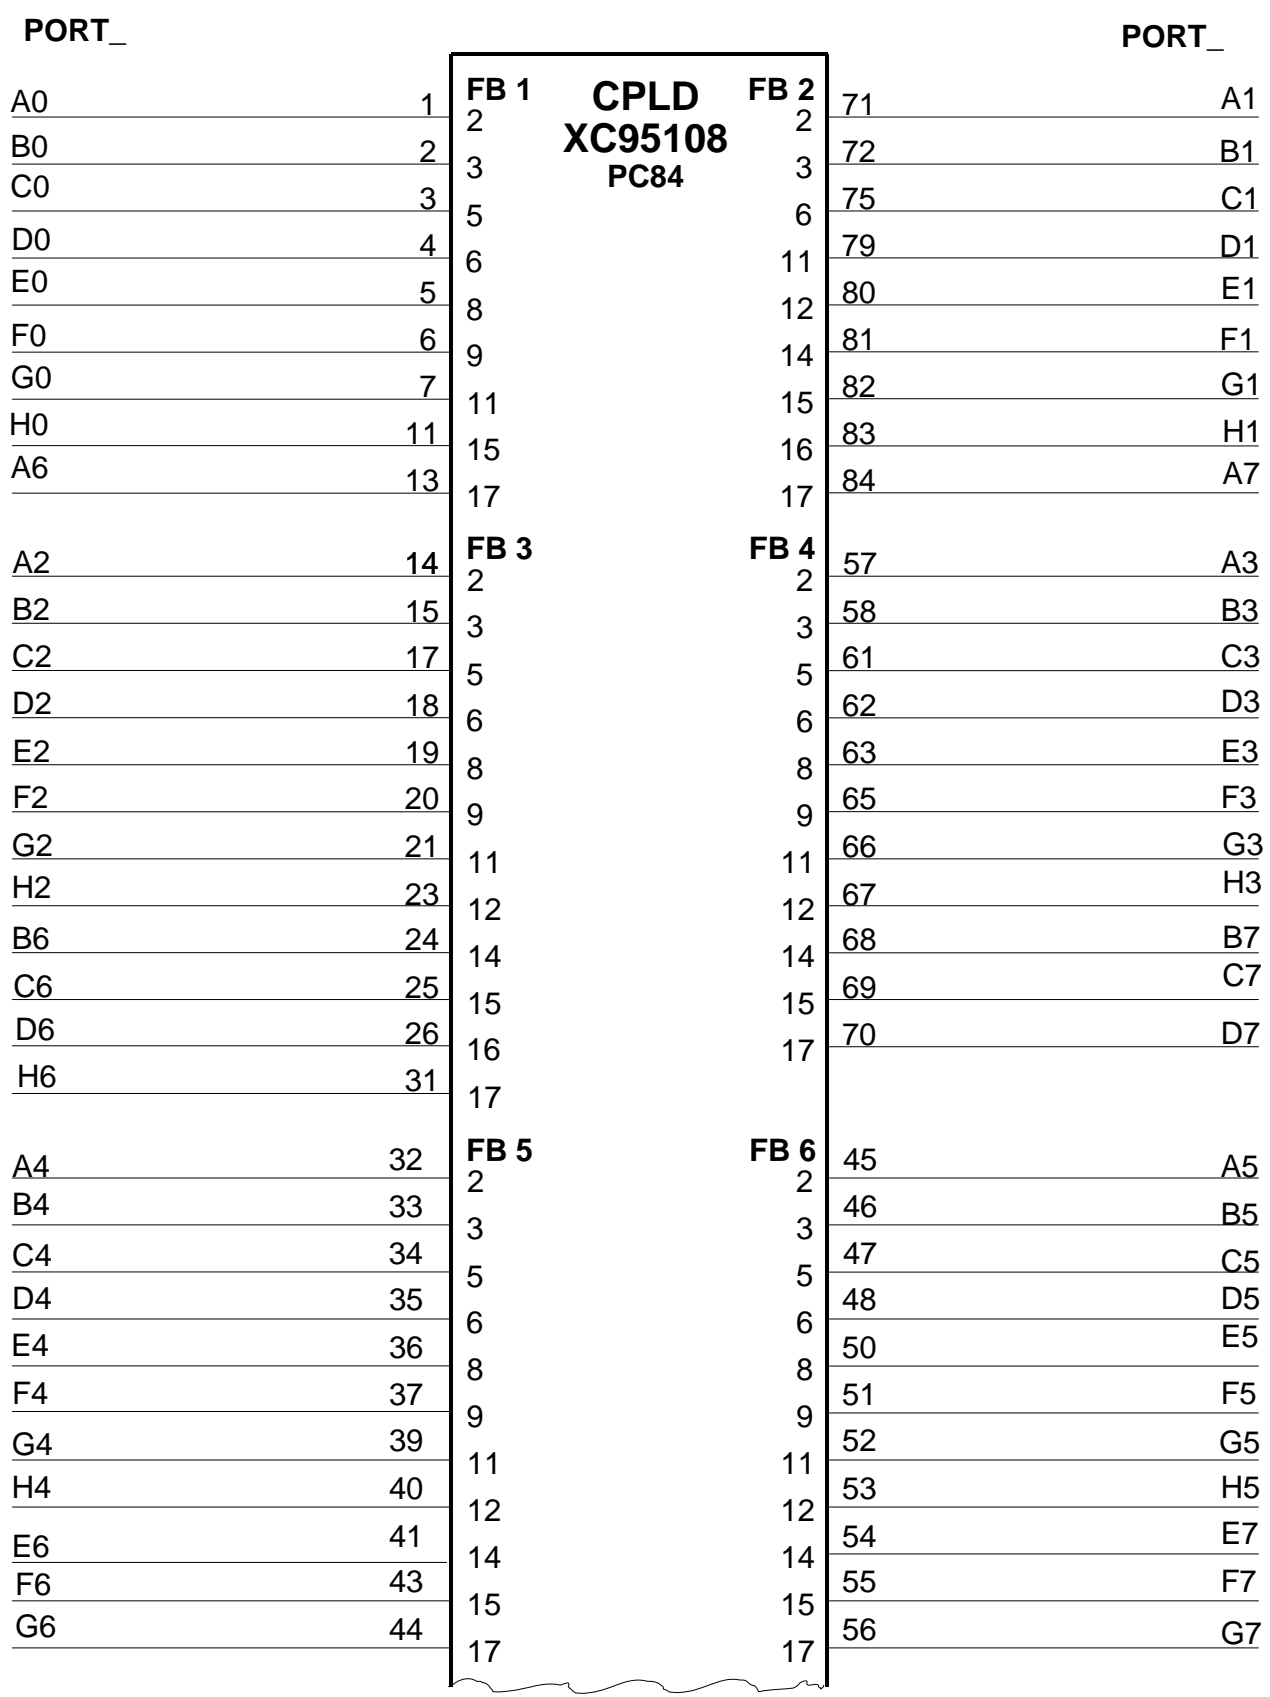 PORT_ PORT_
FB 1 CPLD FB 2
XC95108
PC84
A0 1 2 2 71 A1
B0 2 3 3 72 B1
C0 3 5 6 75 C1
D0 4 6 11 79 D1
E0 5 8 12 80 E1
F0 6 9 14 81 F1
G0 7 11 15 82 G1
H0 11 15 16 83 H1
A6 13 17 17 84 A7
FB 3 FB 4
A2 14 2 2 57 A3
B2 15 3 3 58 B3
C2 17 5 5 61 C3
D2 18 6 6 62 D3
E2 19 8 8 63 E3
F2 20 9 9 65 F3
G2 21 11 11 66 G3
H2 23 12 12 67 H3
B6 24 14 14 68 B7
C6 25 15 15 69 C7
D6 26 16 17 70 D7
H6 31 17
FB 5 FB 6
A4 32 2 2 45 A5
B4 33 3 3 46 B5
C4 34 5 5 47 C5
D4 35 6 6 48 D5
E4 36 8 8 50 E5
F4 37 9 9 51 F5
G4 39 11 11 52 G5
H4 40 12 12 53 H5
E6 41 14 14 54 E7
F6 43 15 15 55 F7
G6 44 17 17 56 G7